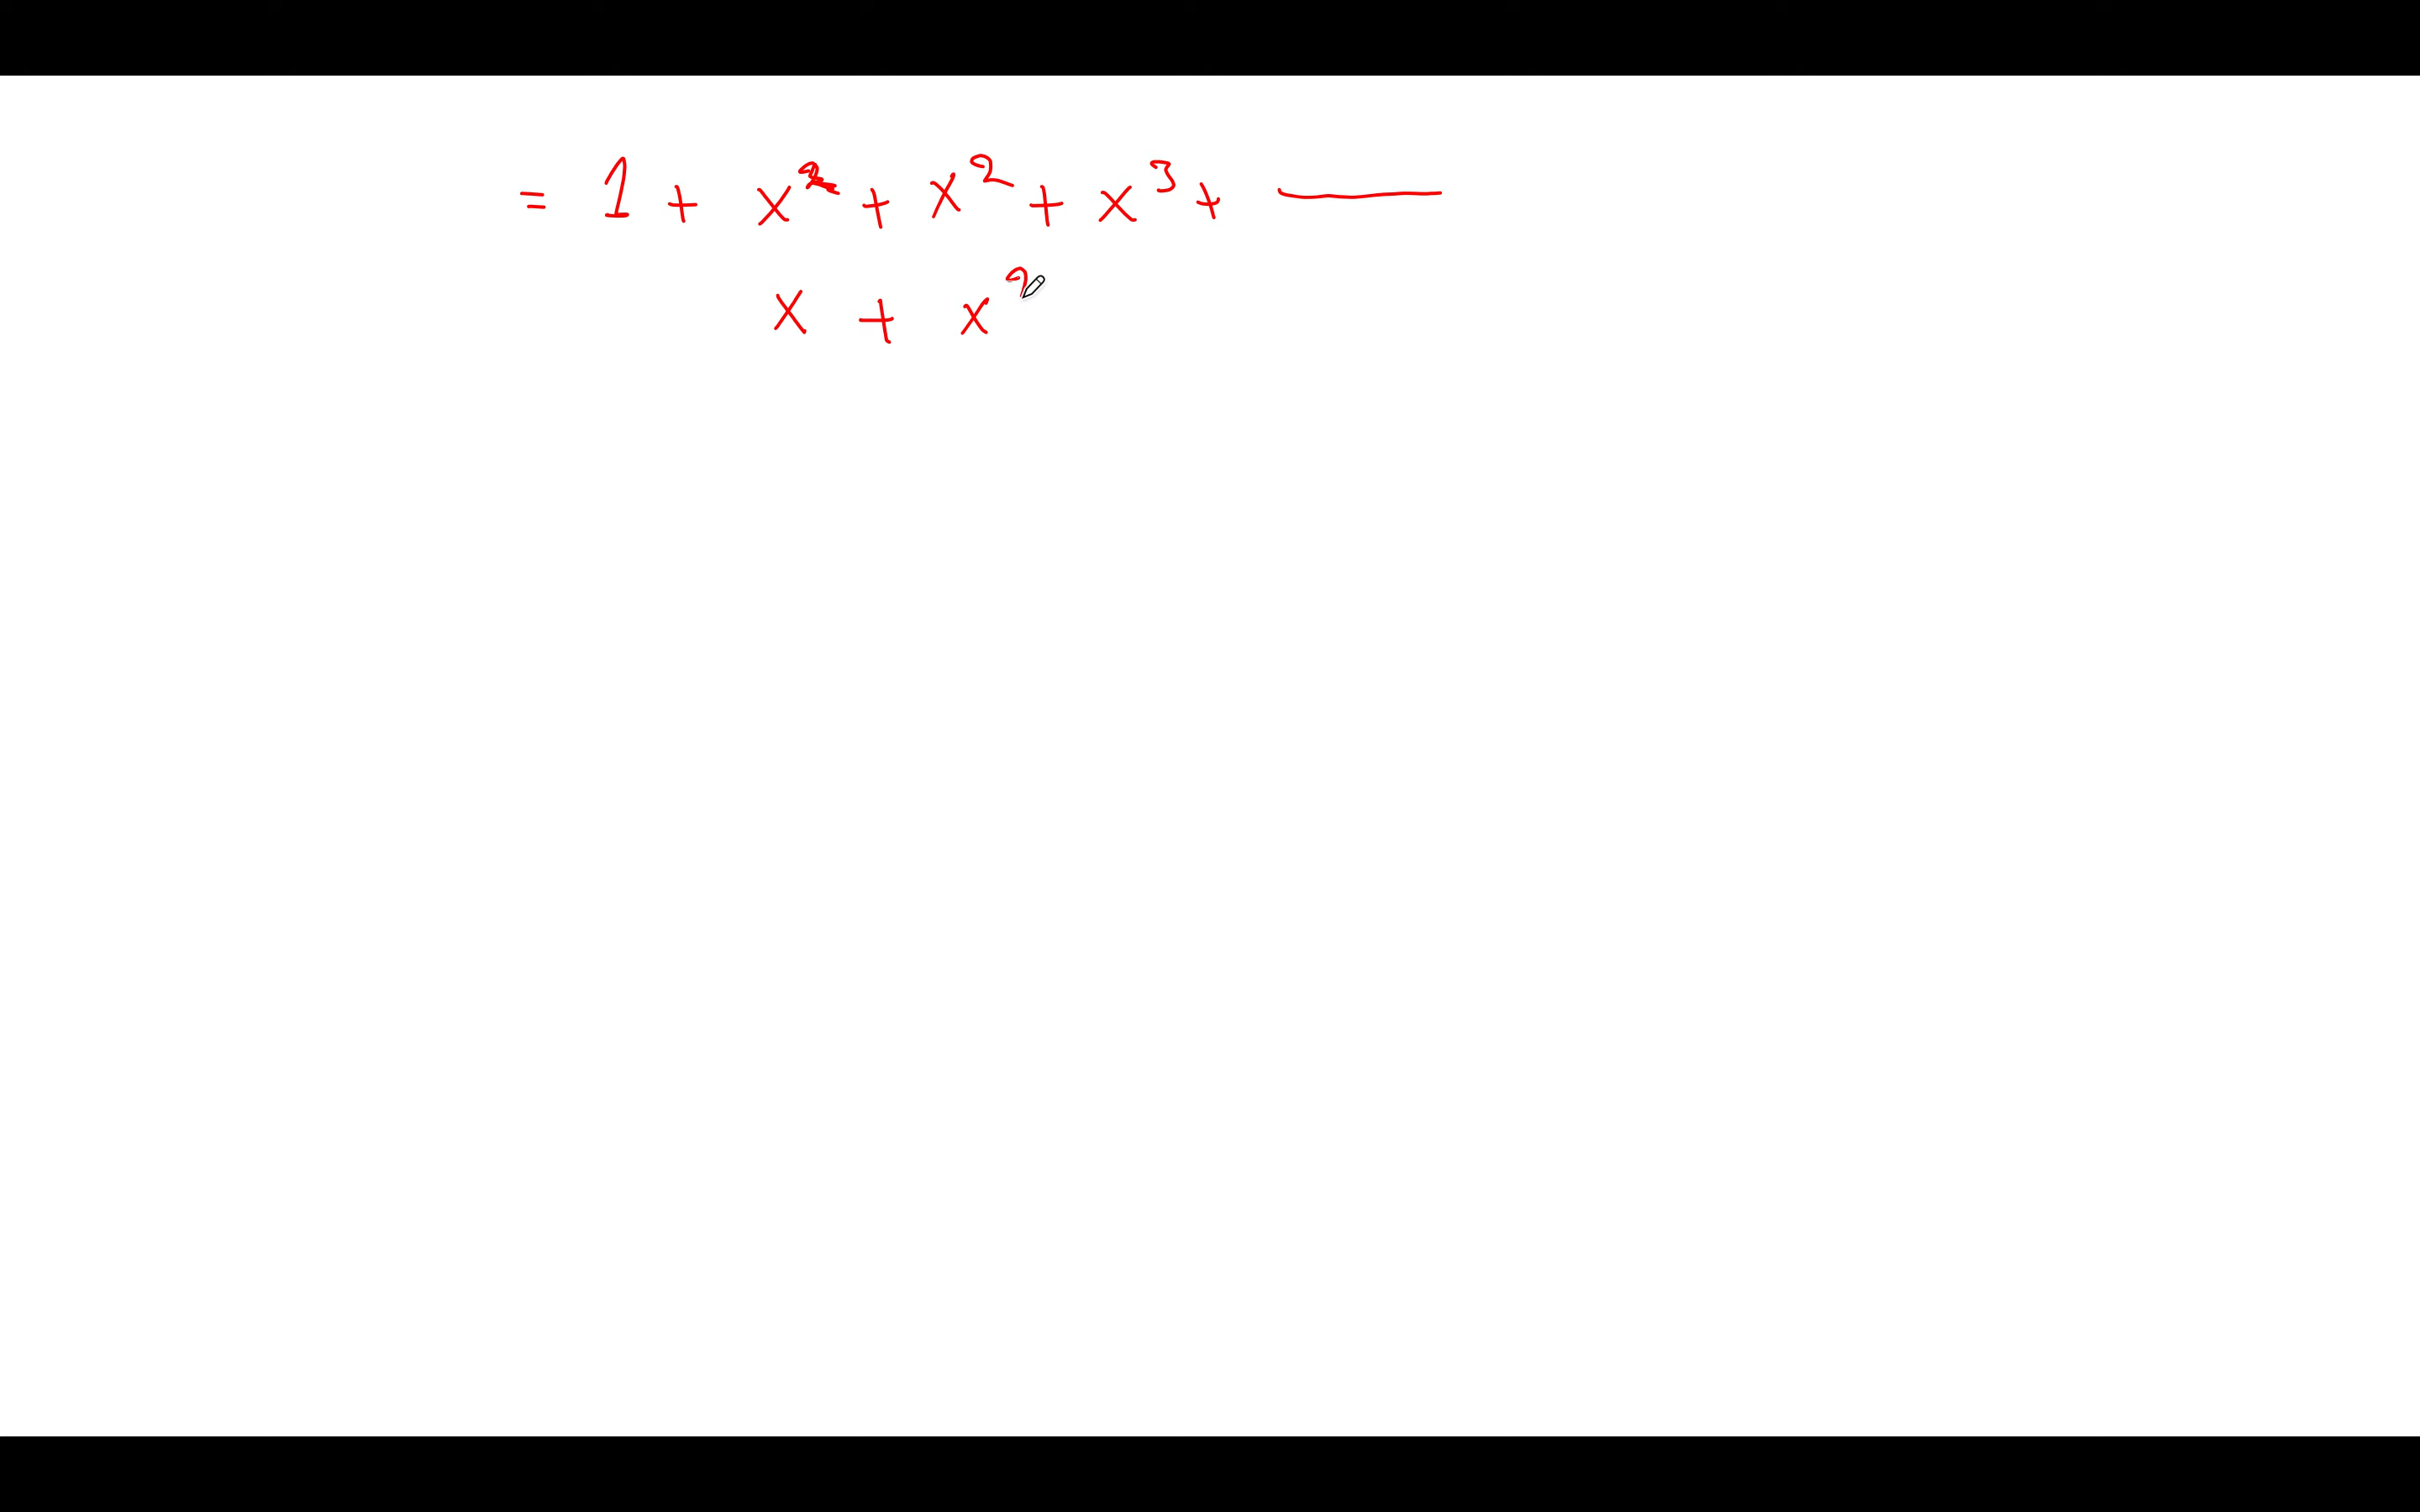 = 1 + x + x² + x³ + ———
x + x²